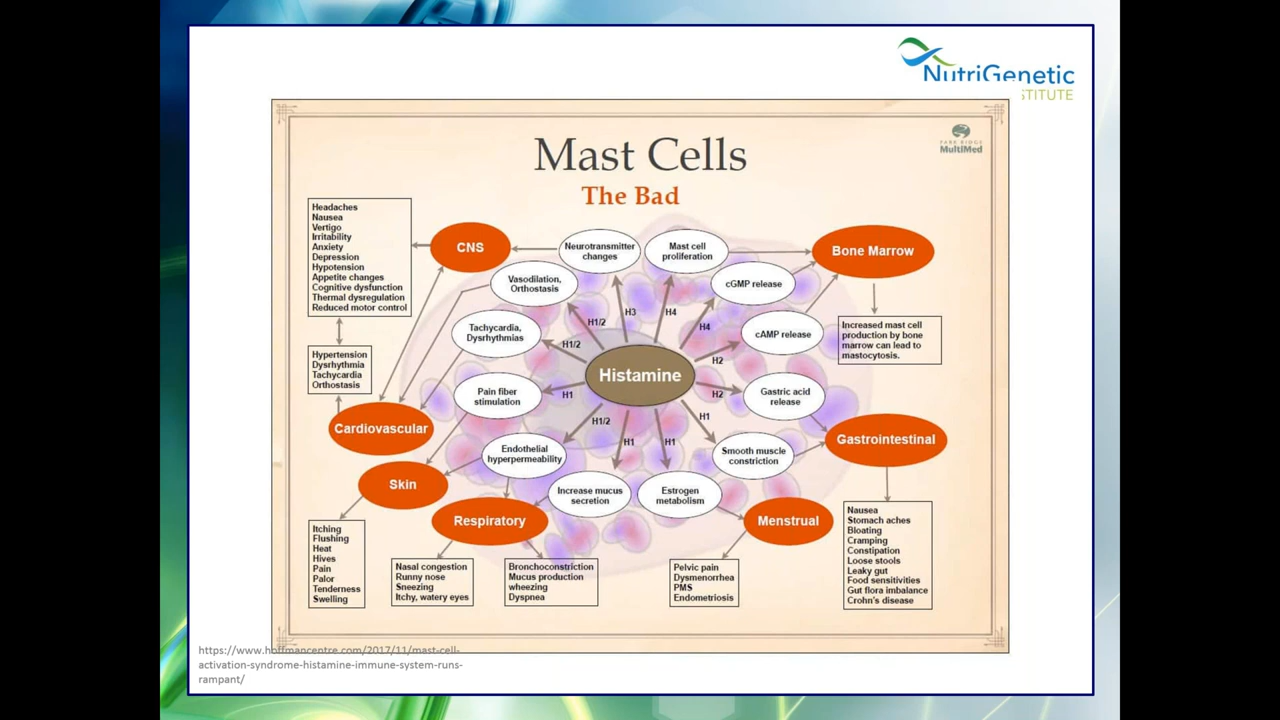 NutriGenetic
STITUTE
PARK RIDGE
MultiMed
Mast Cells
The Bad
Headaches
Nausea
Vertigo
Irritability
Anxiety
Depression
Hypotension
Appetite changes
Cognitive dysfunction
Thermal dysregulation
Reduced motor control
CNS
Neurotransmitter
changes
Mast cell
proliferation
Bone Marrow
Vasodilation,
Orthostasis
cGMP release
H1/2
H3
H4
H4
Tachycardia,
Dysrhythmias
cAMP release
Increased mast cell
production by bone
marrow can lead to
mastocytosis.
H1/2
H2
Hypertension
Dysrhythmia
Tachycardia
Orthostasis
Histamine
Pain fiber
stimulation
H1
H2
Gastric acid
release
Cardiovascular
H1/2
H1
H1
H1
Gastrointestinal
Endothelial
hyperpermeability
Smooth muscle
constriction
Skin
Increase mucus
secretion
Estrogen
metabolism
Respiratory
Menstrual
Itching
Flushing
Heat
Hives
Pain
Palor
Tenderness
Swelling
Nasal congestion
Runny nose
Sneezing
Itchy, watery eyes
Bronchoconstriction
Mucus production
wheezing
Dyspnea
Pelvic pain
Dysmenorrhea
PMS
Endometriosis
Nausea
Stomach aches
Bloating
Cramping
Constipation
Loose stools
Leaky gut
Food sensitivities
Gut flora imbalance
Crohn's disease
https://www.hoffmancentre.com/2017/11/mast-cell-
activation-syndrome-histamine-immune-system-runs-
rampant/